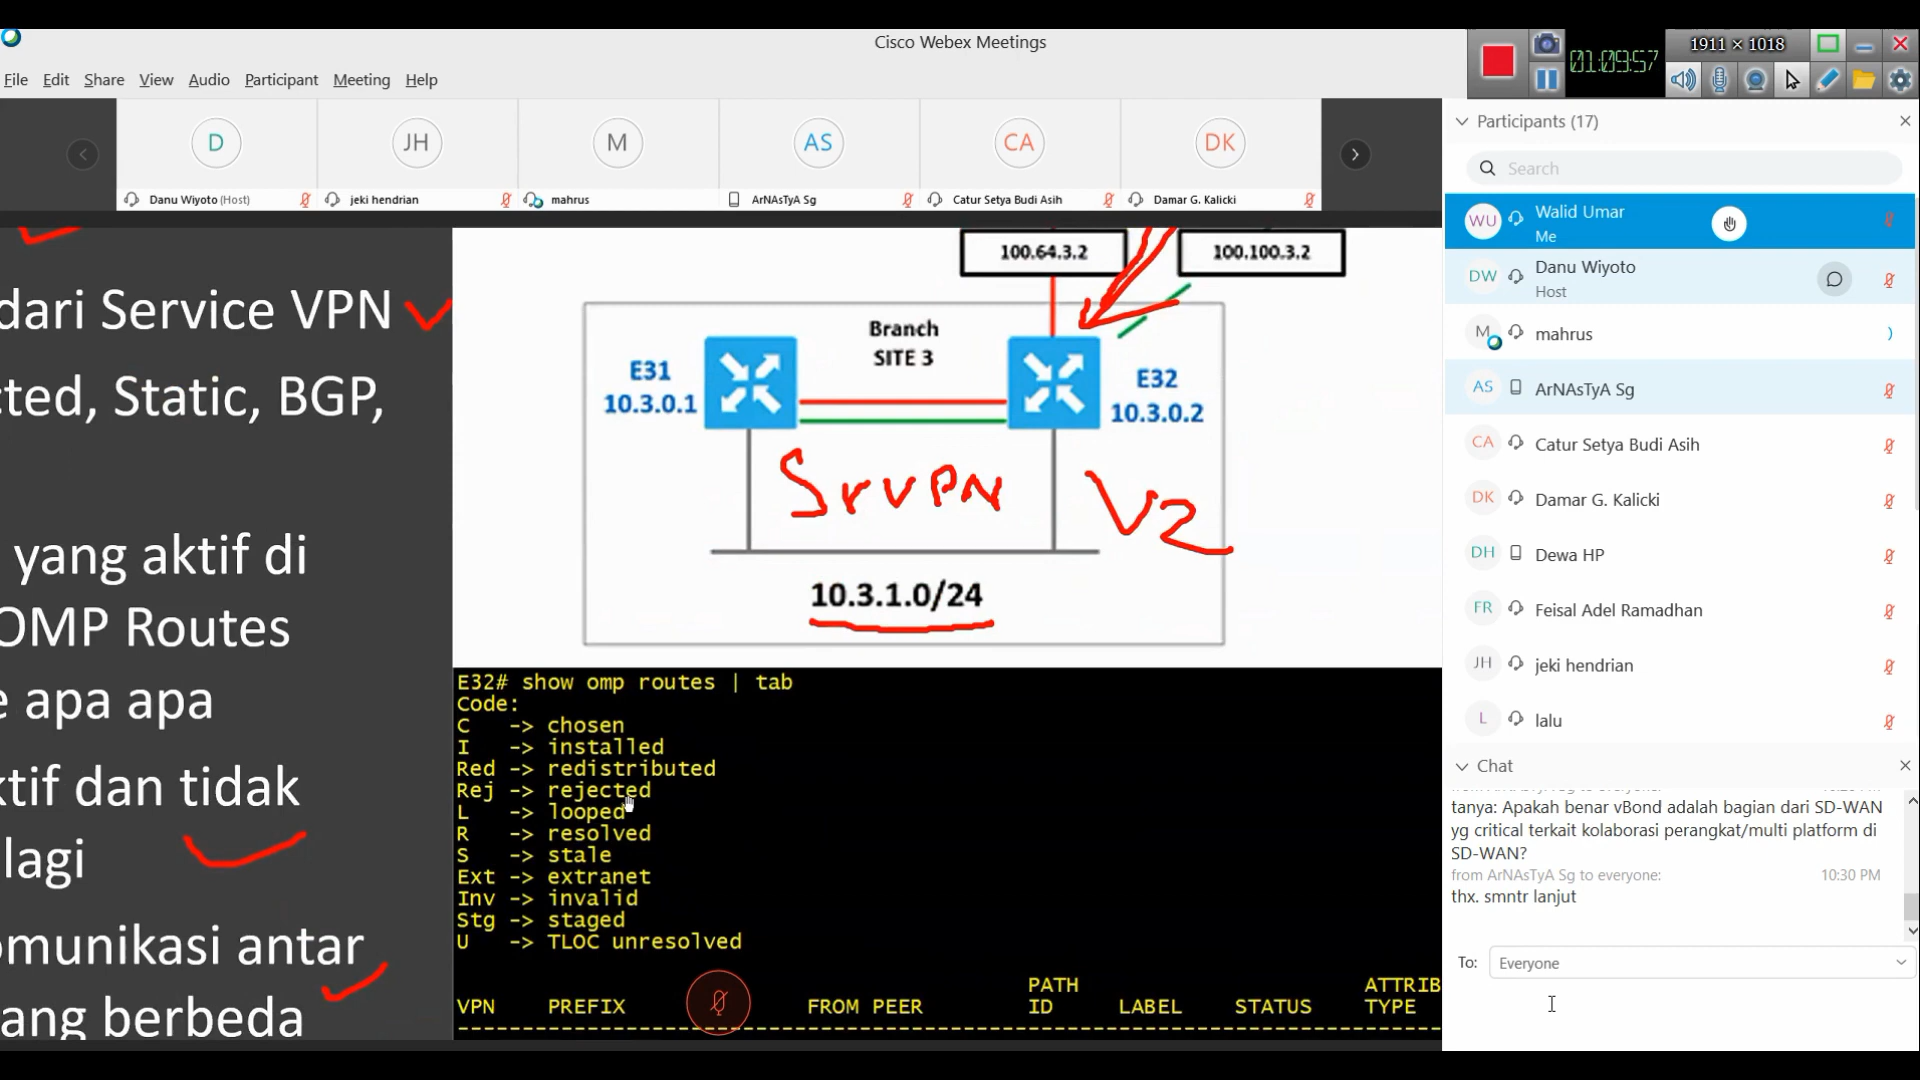 Cisco Webex Meetings
01:09:57
1911 × 1018
File Edit Share View Audio Participant Meeting Help
D
JH
M
AS
CA
DK
Danu Wiyoto (Host)
jeki hendrian
mahrus
ArNAsTyA Sg
Catur Setya Budi Asih
Damar G. Kalicki
dari Service VPN
cted, Static, BGP,
yang aktif di
OMP Routes
e apa apa
ktif dan tidak
lagi
omunikasi antar
ang berbeda
100.64.3.2
100.100.3.2
Branch
SITE 3
E31
10.3.0.1
E32
10.3.0.2
SrVPN
V2
10.3.1.0/24
E32# show omp routes | tab
Code:
C -> chosen
I -> installed
Red -> redistributed
Rej -> rejected
L -> looped
R -> resolved
S -> stale
Ext -> extranet
Inv -> invalid
Stg -> staged
U -> TLOC unresolved
PATH ATTRIB
VPN PREFIX FROM PEER ID LABEL STATUS TYPE
Participants (17)
Search
WU Walid Umar
Me
DW Danu Wiyoto
Host
M mahrus
AS ArNAsTyA Sg
CA Catur Setya Budi Asih
DK Damar G. Kalicki
DH Dewa HP
FR Feisal Adel Ramadhan
JH jeki hendrian
L lalu
Chat
tanya: Apakah benar vBond adalah bagian dari SD-WAN
yg critical terkait kolaborasi perangkat/multi platform di
SD-WAN?
from ArNAsTyA Sg to everyone: 10:30 PM
thx. smntr lanjut
To: Everyone